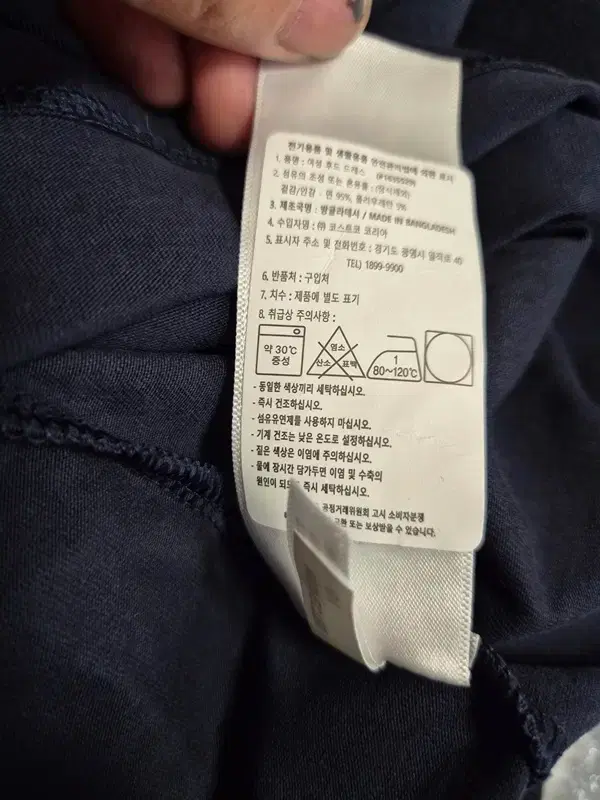 전기용품 및 생활용품 안전관리법에 의한 표시
1. 품명 : 여성 후드 드레스 (#1635529)
2. 섬유의 조성 또는 혼용률 : (장식제외)
겉감/안감 : 면 95%, 폴리우레탄 5%
3. 제조국명 : 방글라데시 / MADE IN BANGLADESH
4. 수입자명 : ㈜ 코스트코 코리아
5. 표시자 주소 및 전화번호 : 경기도 광명시 일직로 40
TEL) 1899-9900
6. 반품처 : 구입처
7. 치수 : 제품에 별도 표기
8. 취급상 주의사항 :
약 30℃
중성
염소
산소 표백
1
80~120℃
- 동일한 색상끼리 세탁하십시오.
- 즉시 건조하십시오.
- 섬유유연제를 사용하지 마십시오.
- 기계 건조는 낮은 온도로 설정하십시오.
- 짙은 색상은 이염에 주의하십시오.
- 물에 장시간 담가두면 이염 및 수축의
원인이 되오 즉시 세탁하십시오.
공정거래위원회 고시 소비자분쟁
교환 또는 보상받을 수 있습니다.